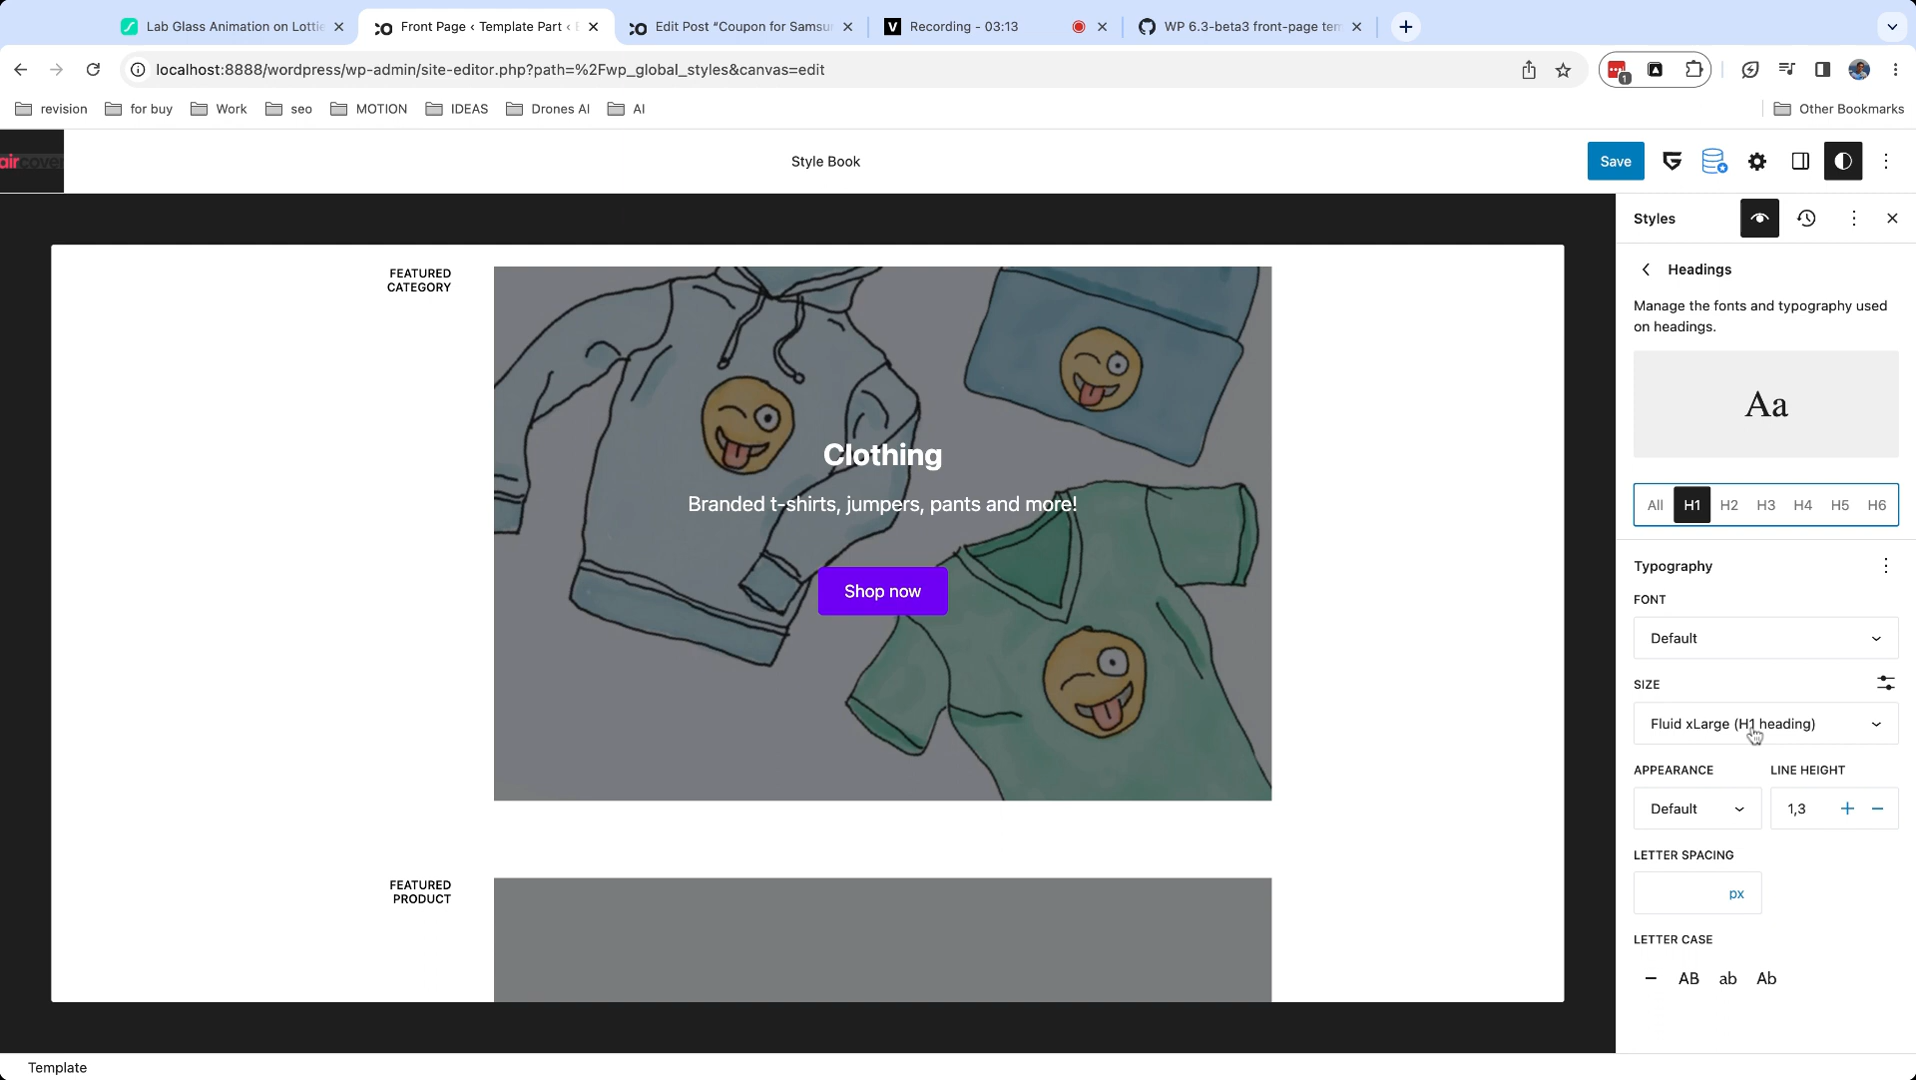 Lab Glass Animation on Lottie
Front Page ‹ Template Part ‹ E
Edit Post “Coupon for Samsu
V Recording - 03:13
WP 6.3-beta3 front-page tem
localhost:8888/wordpress/wp-admin/site-editor.php?path=%2Fwp_global_styles&canvas=edit
1
revision for buy Work seo MOTION IDEAS Drones AI AI Other Bookmarks
aircover
Style Book
Save
Styles
Headings
Manage the fonts and typography used
on headings.
Aa
All H1 H2 H3 H4 H5 H6
Typography
FONT
Default
SIZE
Fluid xLarge (H1 heading)
APPEARANCE LINE HEIGHT
Default 1,3
LETTER SPACING
px
LETTER CASE
– AB ab Ab
FEATURED
CATEGORY
Clothing
Branded t-shirts, jumpers, pants and more!
Shop now
FEATURED
PRODUCT
Template